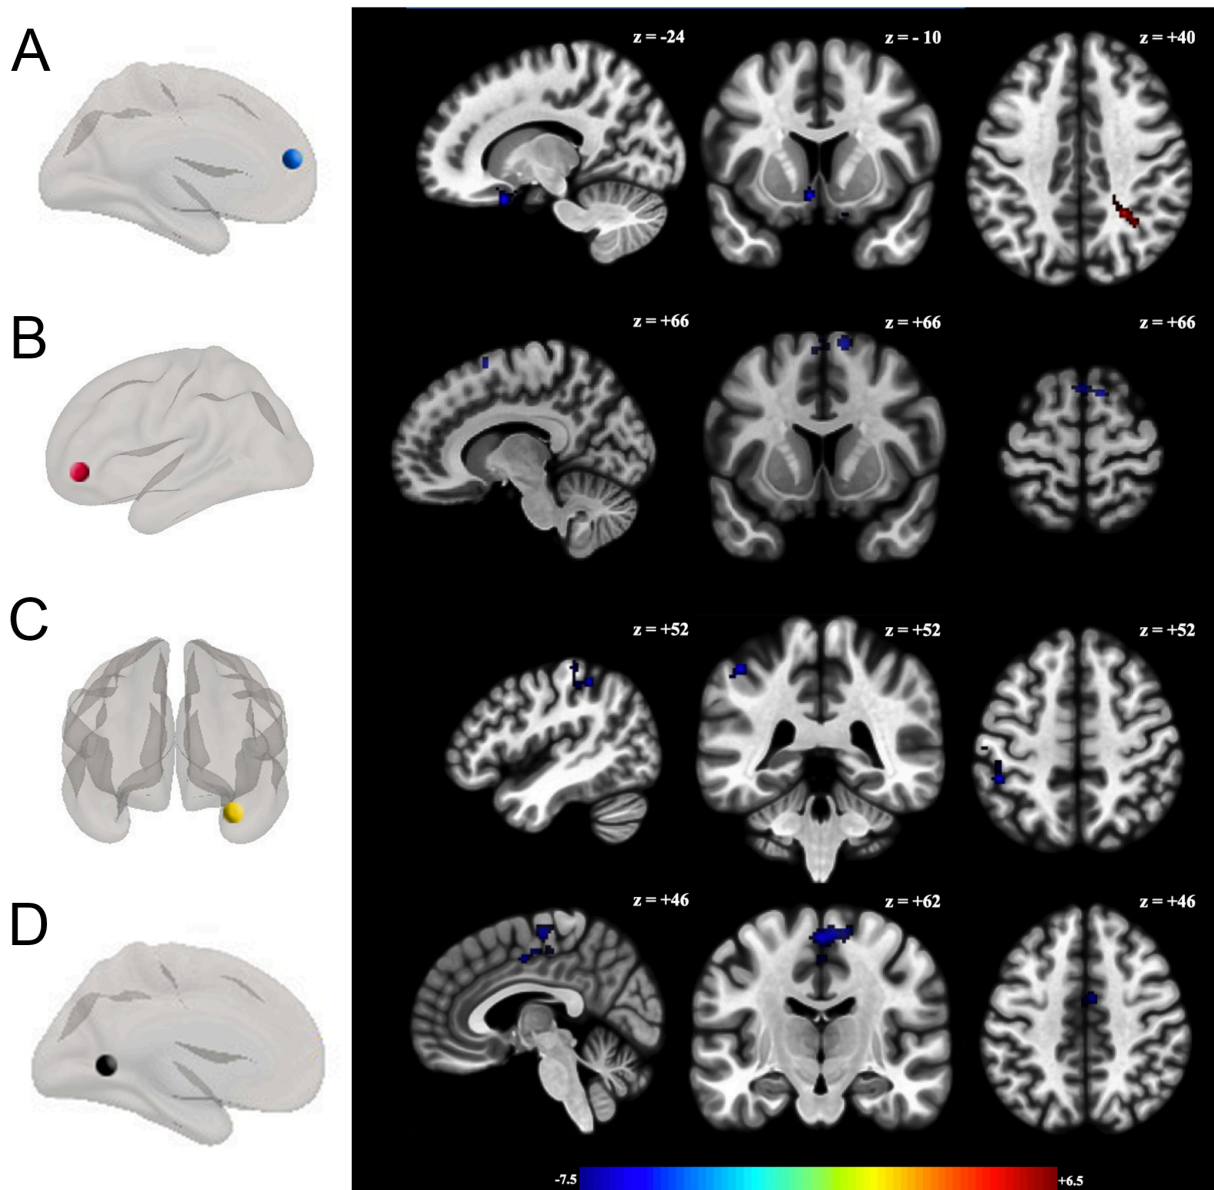 A
z = -24
z = - 10
z = +40
B
z = +66
z = +66
z = +66
C
z = +52
z = +52
z = +52
D
z = +46
z = +62
z = +46
-7.5
+6.5